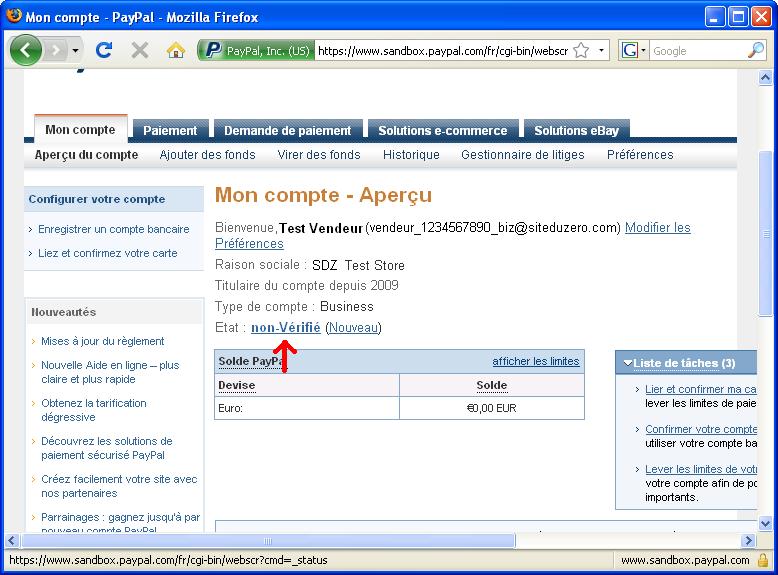 Mon compte - PayPal - Mozilla Firefox
PayPal, Inc. (US) https://www.sandbox.paypal.com/fr/cgi-bin/webscr
Google
Mon compte Paiement Demande de paiement Solutions e-commerce Solutions eBay
Aperçu du compte Ajouter des fonds Virer des fonds Historique Gestionnaire de litiges Préférences
Configurer votre compte
Enregistrer un compte bancaire
Liez et confirmez votre carte
Nouveautés
Mises à jour du règlement
Nouvelle Aide en ligne – plus
claire et plus rapide
Obtenez la tarification
dégressive
Découvrez les solutions de
paiement sécurisé PayPal
Créez facilement votre site avec
nos partenaires
Parrainages : gagnez jusqu'à par
nouveau compte PayPal
Mon compte - Aperçu
Bienvenue, Test Vendeur (vendeur_1234567890_biz@siteduzero.com) Modifier les
Préférences
Raison sociale : SDZ Test Store
Titulaire du compte depuis 2009
Type de compte : Business
Etat : non-Vérifié (Nouveau)
Solde PayPal afficher les limites
Devise Solde
Euro: €0,00 EUR
Liste de tâches (3)
Lier et confirmer ma ca
lever les limites de paie
Confirmer votre compte
utiliser votre compte ba
Lever les limites de vot
votre compte afin de po
importants.
https://www.sandbox.paypal.com/fr/cgi-bin/webscr?cmd=_status www.sandbox.paypal.com